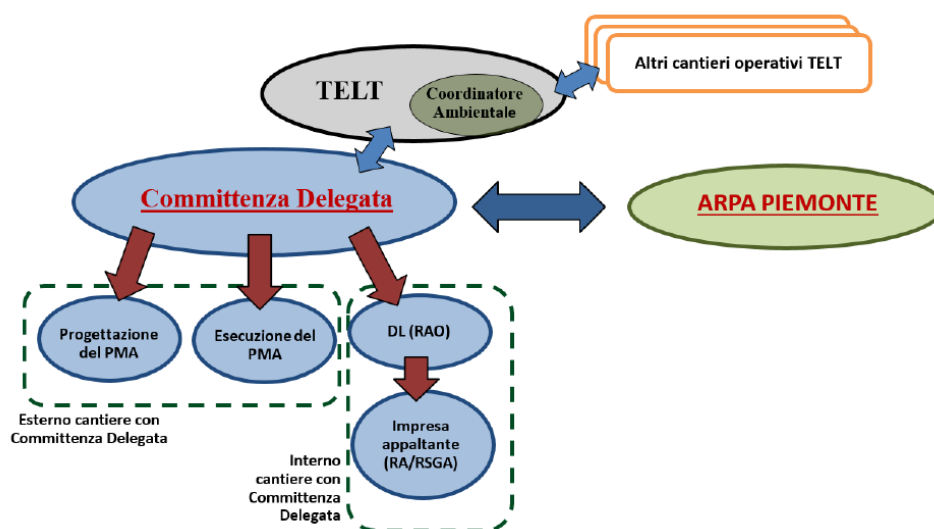 Altri cantieri operativi TELT
TELT
Coordinatore
Ambientale
Committenza Delegata
ARPA PIEMONTE
Progettazione
del PMA
Esecuzione del
PMA
DL (RAO)
Esterno cantiere con
Committenza Delegata
Impresa
appaltante
(RA/RSGA)
Interno
cantiere con
Committenza
Delegata